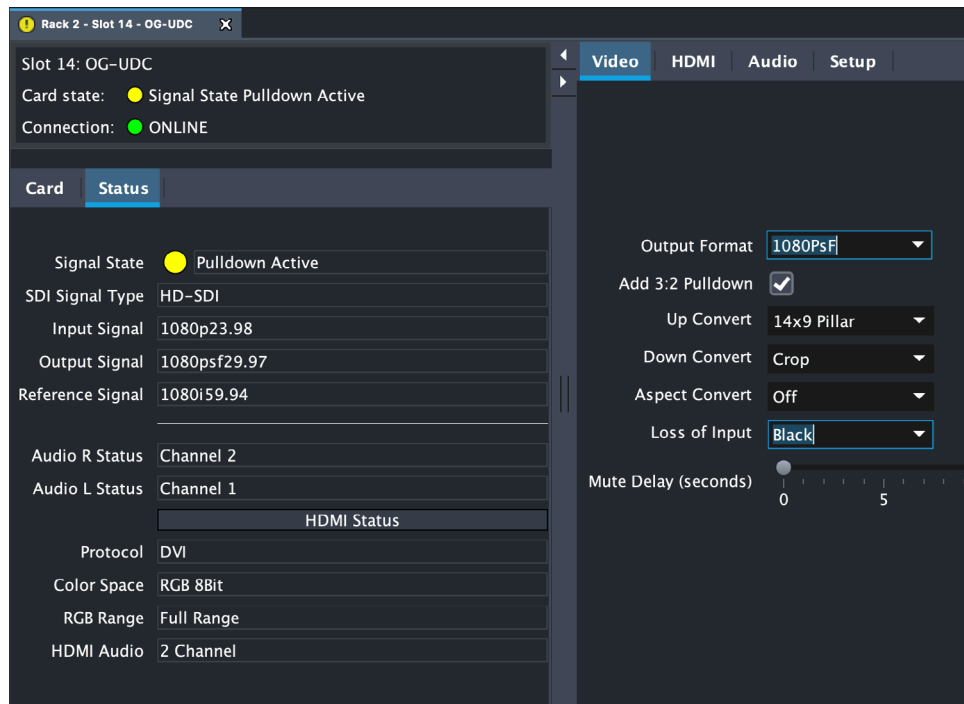 ! Rack 2 - Slot 14 - OG-UDC X
Slot 14: OG-UDC
Card state: Signal State Pulldown Active
Connection: ONLINE
Card Status
Signal State Pulldown Active
SDI Signal Type HD-SDI
Input Signal 1080p23.98
Output Signal 1080psf29.97
Reference Signal 1080i59.94
Audio R Status Channel 2
Audio L Status Channel 1
HDMI Status
Protocol DVI
Color Space RGB 8Bit
RGB Range Full Range
HDMI Audio 2 Channel
Video HDMI Audio Setup
Output Format 1080PsF
Add 3:2 Pulldown
Up Convert 14x9 Pillar
Down Convert Crop
Aspect Convert Off
Loss of Input Black
Mute Delay (seconds)
0 5